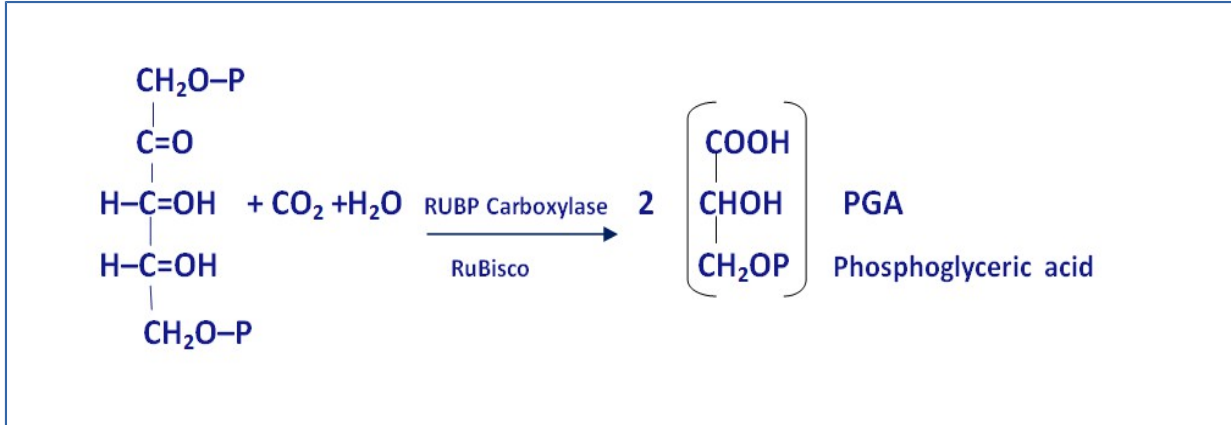 CH₂O–P
C=O
H–C=OH + CO₂ +H₂O RUBP Carboxylase 2 COOH
CHOH PGA
H–C=OH RuBisco CH₂OP Phosphoglyceric acid
CH₂O–P